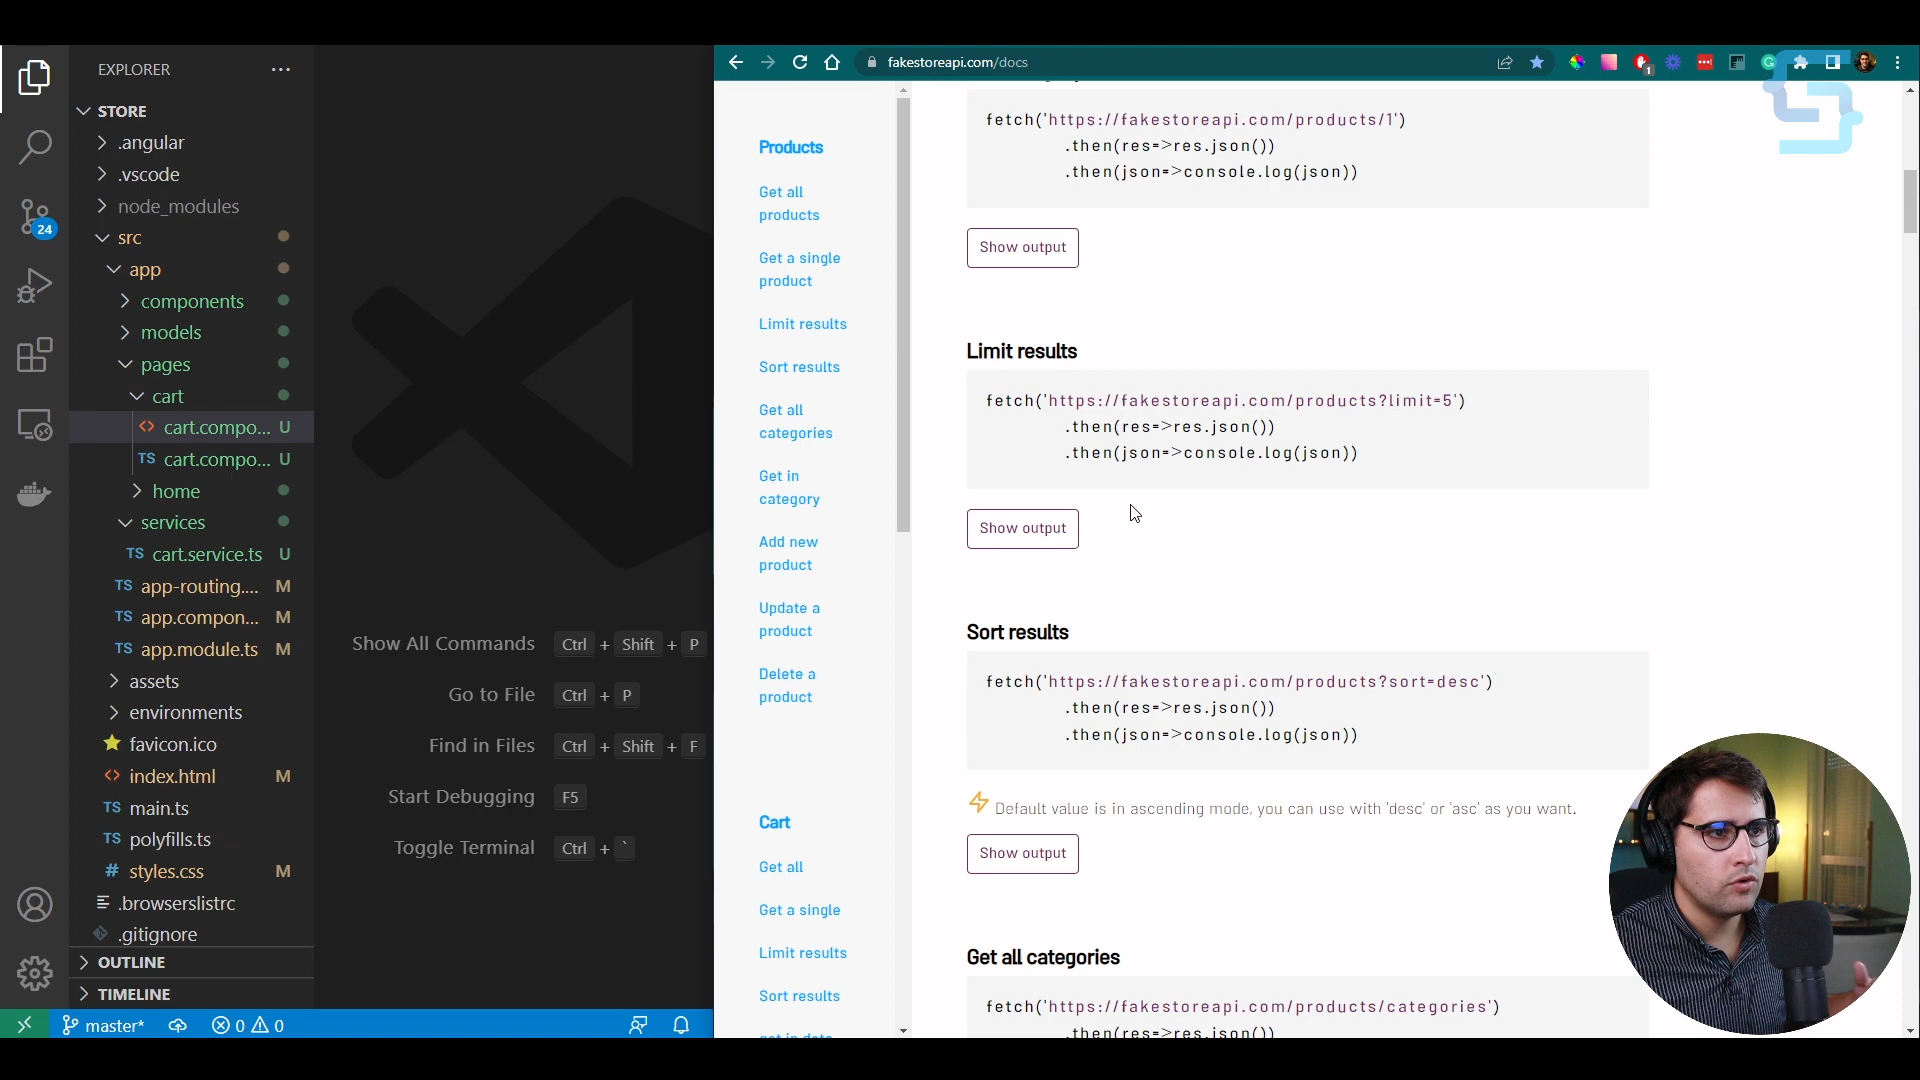 EXPLORER
STORE
.angular
.vscode
node_modules
src
app
components
models
pages
cart
cart.compo... U
TS cart.compo... U
home
services
TS cart.service.ts U
TS app-routing.... M
TS app.compon... M
TS app.module.ts M
assets
environments
favicon.ico
index.html M
TS main.ts
TS polyfills.ts
# styles.css M
.browserslistrc
.gitignore
OUTLINE
TIMELINE
24
master*
0 0
Show All Commands Ctrl + Shift + P
Go to File Ctrl + P
Find in Files Ctrl + Shift + F
Start Debugging F5
Toggle Terminal Ctrl + `
fakestoreapi.com/docs
1
Products
Get all
products
Get a single
product
Limit results
Sort results
Get all
categories
Get in
category
Add new
product
Update a
product
Delete a
product
Cart
Get all
Get a single
Limit results
Sort results
get in date
fetch('https://fakestoreapi.com/products/1')
.then(res=>res.json())
.then(json=>console.log(json))
Show output
Limit results
fetch('https://fakestoreapi.com/products?limit=5')
.then(res=>res.json())
.then(json=>console.log(json))
Show output
Sort results
fetch('https://fakestoreapi.com/products?sort=desc')
.then(res=>res.json())
.then(json=>console.log(json))
Default value is in ascending mode, you can use with 'desc' or 'asc' as you want.
Show output
Get all categories
fetch('https://fakestoreapi.com/products/categories')
.then(res=>res.json())